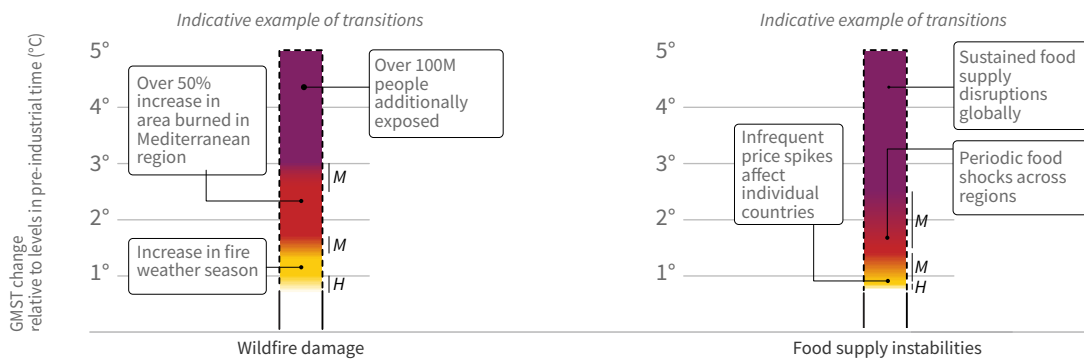 Indicative example of transitions
GMST change
relative to levels in pre-industrial time (°C)
5°
4°
3°
2°
1°
Over 50%
increase in
area burned in
Mediterranean
region
Over 100M
people
additionally
exposed
Increase in fire
weather season
M
M
H
Wildfire damage
Indicative example of transitions
5°
4°
3°
2°
1°
Sustained food
supply
disruptions
globally
Infrequent
price spikes
affect
individual
countries
Periodic food
shocks across
regions
M
M
H
Food supply instabilities